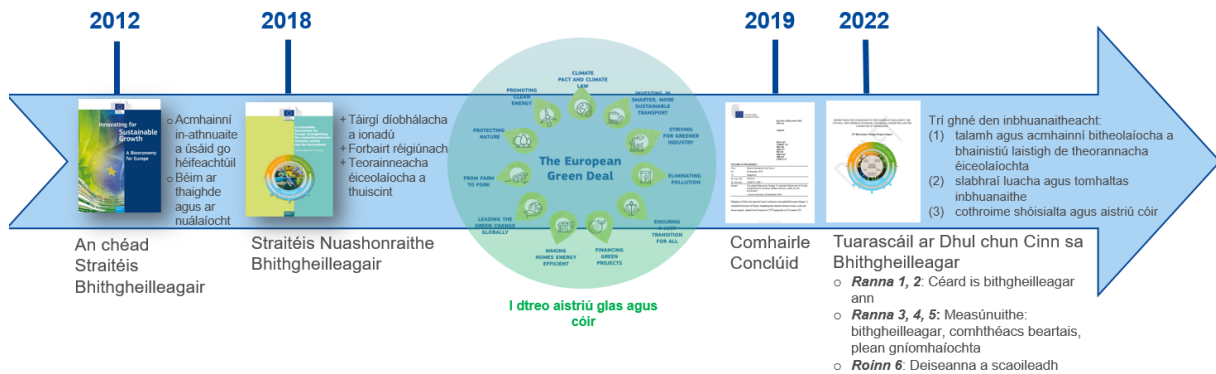 2012
2018
2019
2022
Innovating for
Sustainable
Growth
A Bioeconomy
for Europe
o Acmhainní
in-athnuaite
a úsáid go
héifeachtúil
o Béim ar
thaighde
agus ar
nuálaíocht
An chéad
Straitéis
Bhithgheilleagair
+ Táirgí díobhálacha
a ionadú
+ Forbairt réigiúnach
+ Teorainneacha
éiceolaíocha a
thuiscint
Straitéis Nuashonraithe
Bhithgheilleagair
The European
Green Deal
CLIMATE
PACT AND CLIMATE
LAW
INVESTING IN
SMARTER, MORE
SUSTAINABLE
TRANSPORT
STRIVING
FOR GREENER
INDUSTRY
ELIMINATING
POLLUTION
ENSURING
A JUST
TRANSITION
FOR ALL
FINANCING
GREEN
PROJECTS
MAKING
HOMES ENERGY
EFFICIENT
LEADING THE
GREEN CHANGE
GLOBALLY
FROM FARM
TO FORK
PROTECTING
NATURE
PROMOTING
CLEAN
ENERGY
I dtreo aistriú glas agus
cóir
Comhairle
Conclúid
Trí ghné den inbhuanaitheacht:
(1) talamh agus acmhainní bitheolaíocha a
bhainistiú laistigh de theorannacha
éiceolaíochta
(2) slabhraí luacha agus tomhaltas
inbhuanaithe
(3) cothroime shóisialta agus aistriú cóir
Tuarascáil ar Dhul chun Cinn sa
Bhithgheilleagar
o Ranna 1, 2: Céard is bithgheilleagar
ann
o Ranna 3, 4, 5: Measúnuithe:
bithgheilleagar, comhthéacs beartais,
plean gníomhaíochta
o Roinn 6: Deiseanna a scaoileadh